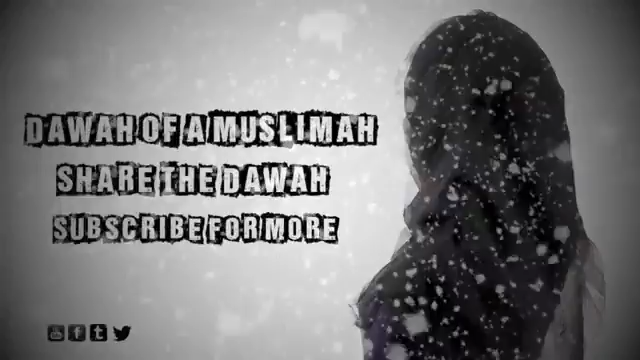 DAWAH OF A MUSLIMAH
SHARE THE DAWAH
SUBSCRIBE FOR MORE